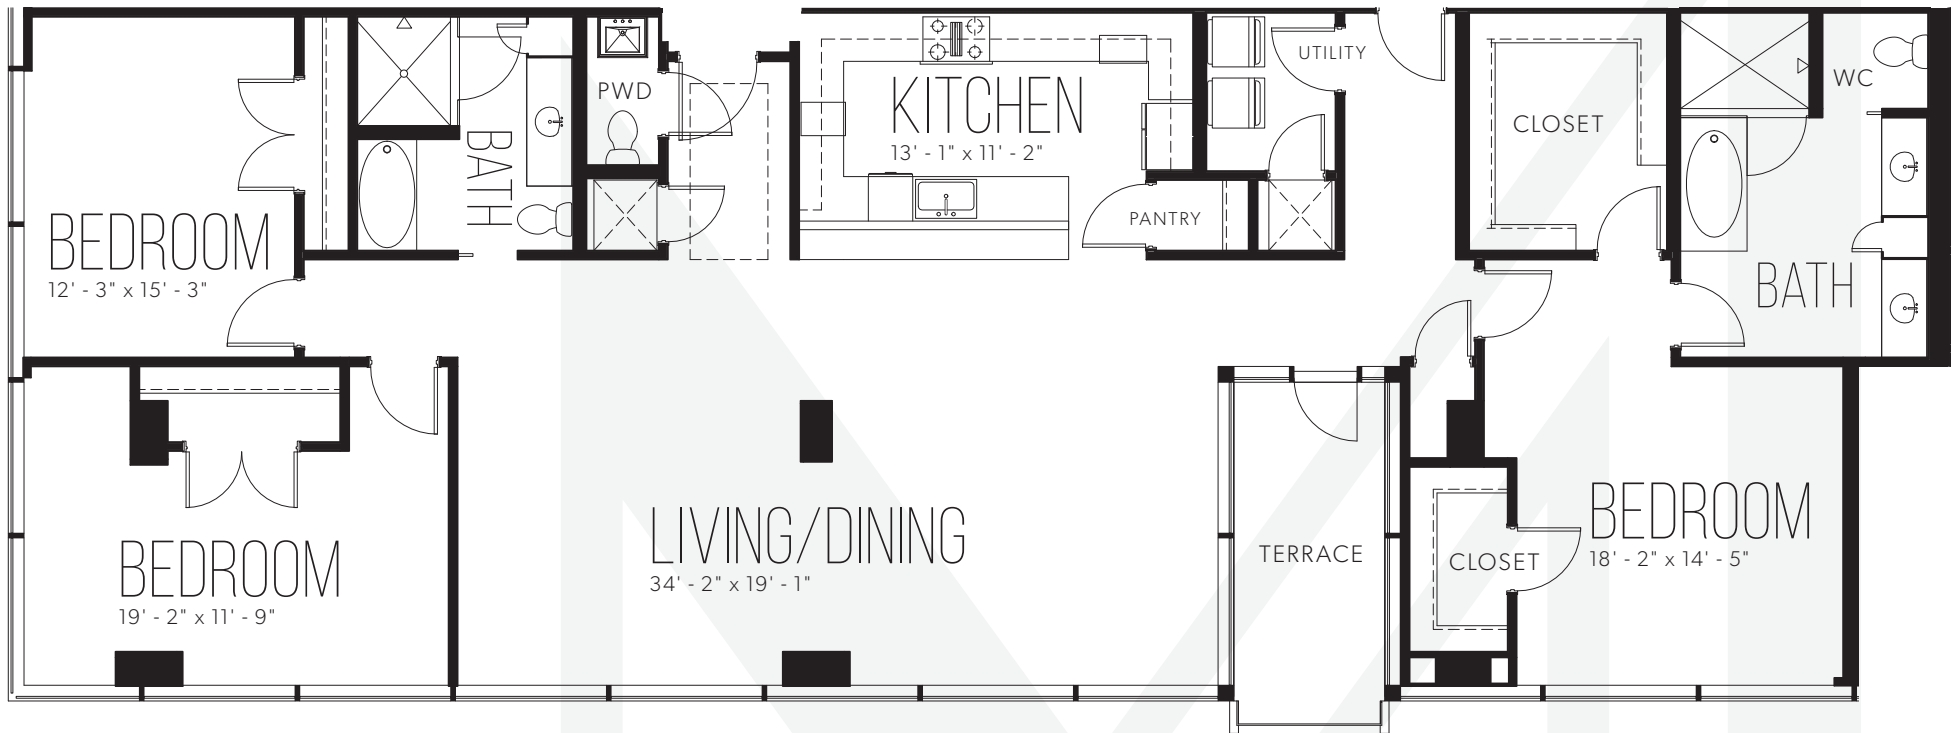 PWD
KITCHEN
13' - 1" x 11' - 2"
UTILITY
WC
CLOSET
BATH
PANTRY
BEDROOM
12' - 3" x 15' - 3"
BATH
BEDROOM
19' - 2" x 11' - 9"
LIVING/DINING
34' - 2" x 19' - 1"
TERRACE
CLOSET
BEDROOM
18' - 2" x 14' - 5"